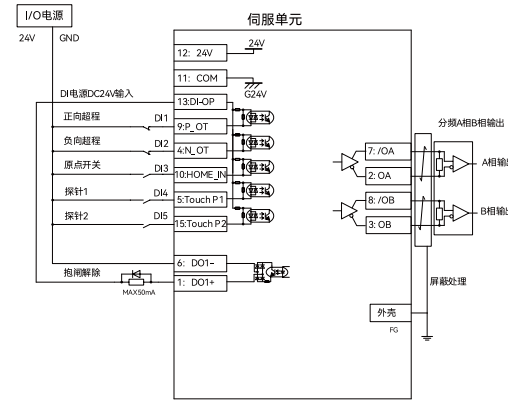 I/O电源
24V
GND
伺服单元
12: 24V
24V
11: COM
G24V
DI电源DC24V输入
13:DI-OP
正向超程
DI1
9:P_OT
负向超程
DI2
4:N_OT
原点开关
DI3
10:HOME_IN
探针1
DI4
5:Touch P1
探针2
DI5
15:Touch P2
6: DO1-
抱闸解除
1: DO1+
MAX50mA
分频A相B相输出
7: /OA
A相输出
2: OA
8: /OB
B相输出
3: OB
屏蔽处理
外壳
FG